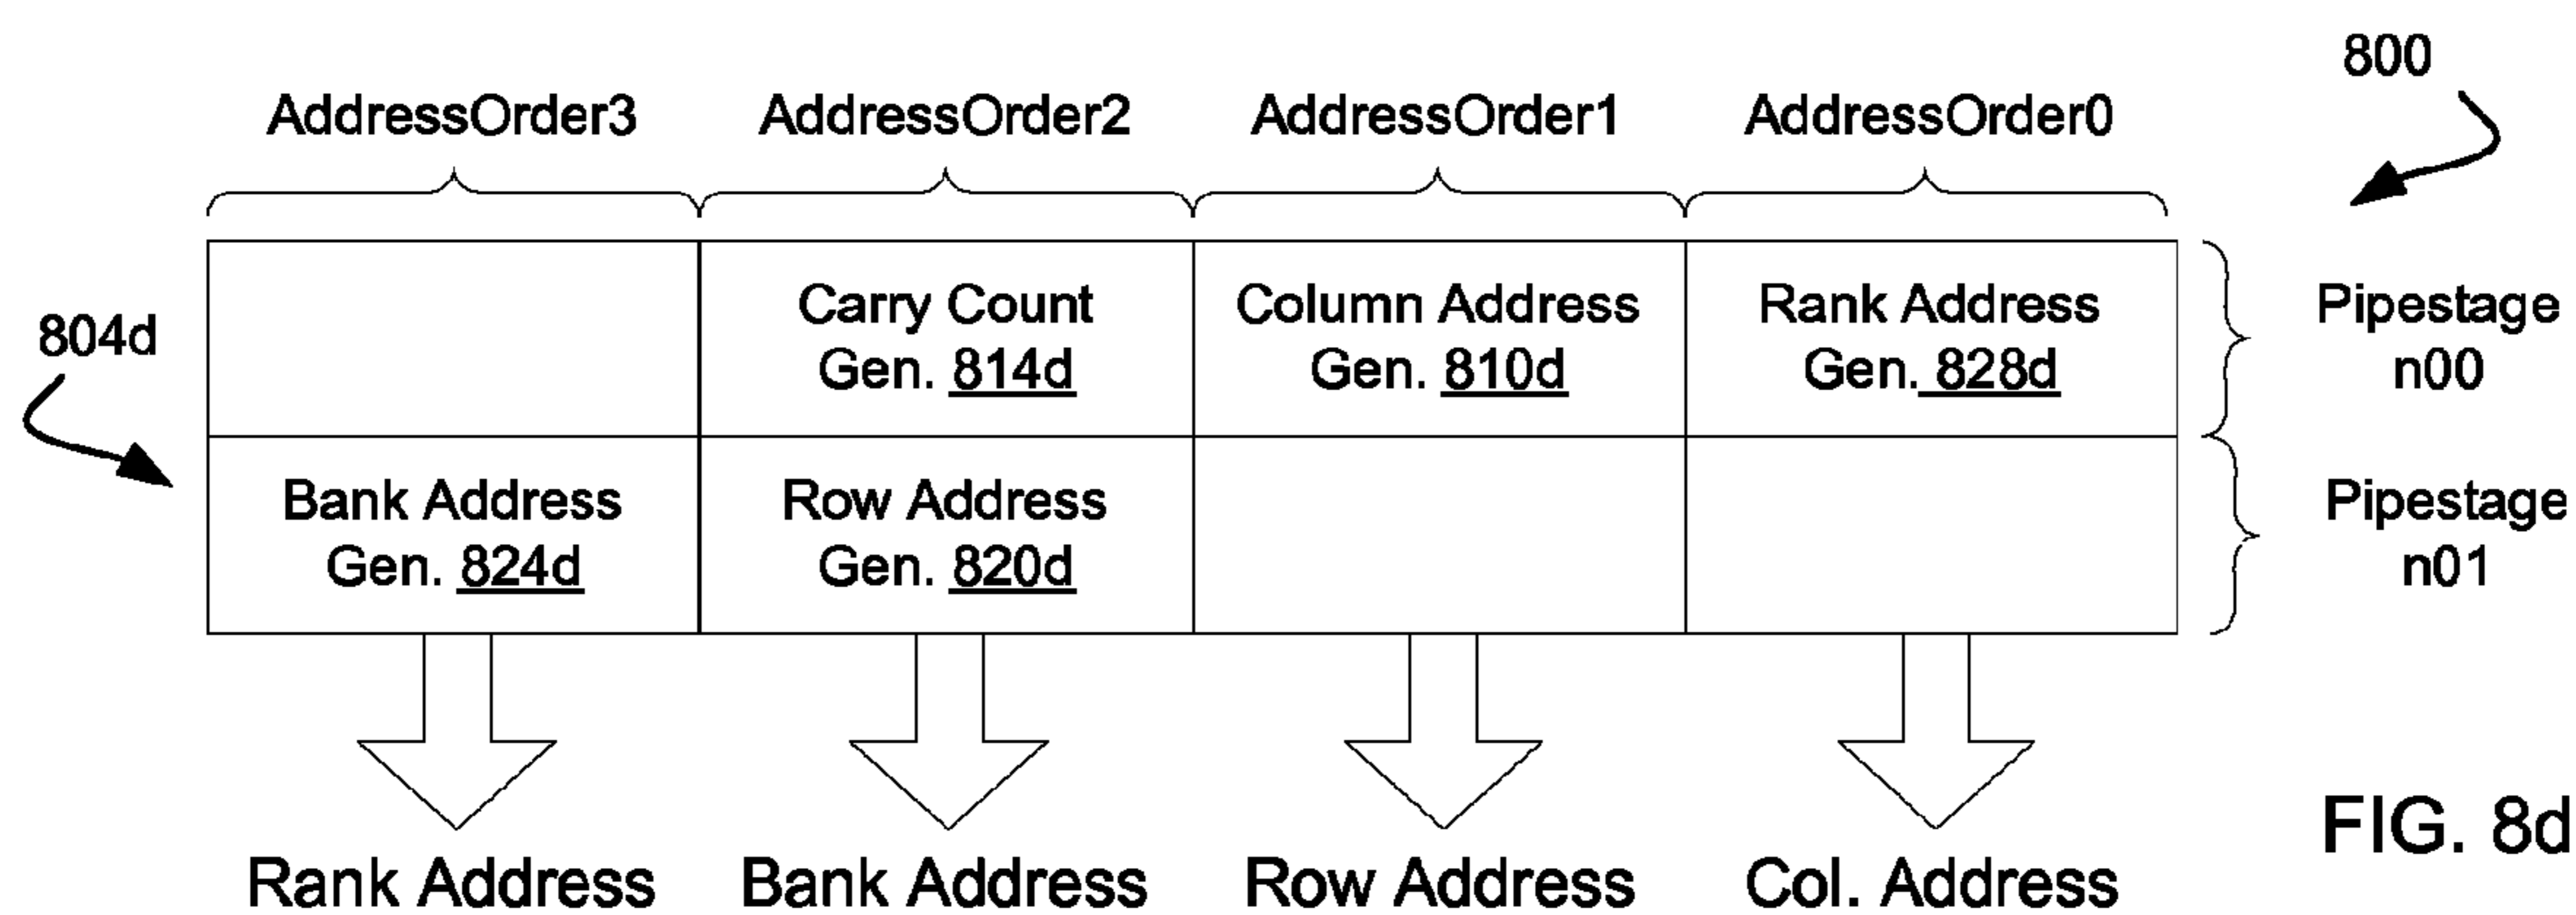 800
AddressOrder3 AddressOrder2 AddressOrder1 AddressOrder0
804d
Carry Count
Gen. 814d
Column Address
Gen. 810d
Rank Address
Gen. 828d
Pipestage
n00
Bank Address
Gen. 824d
Row Address
Gen. 820d
Pipestage
n01
Rank Address Bank Address Row Address Col. Address
FIG. 8d